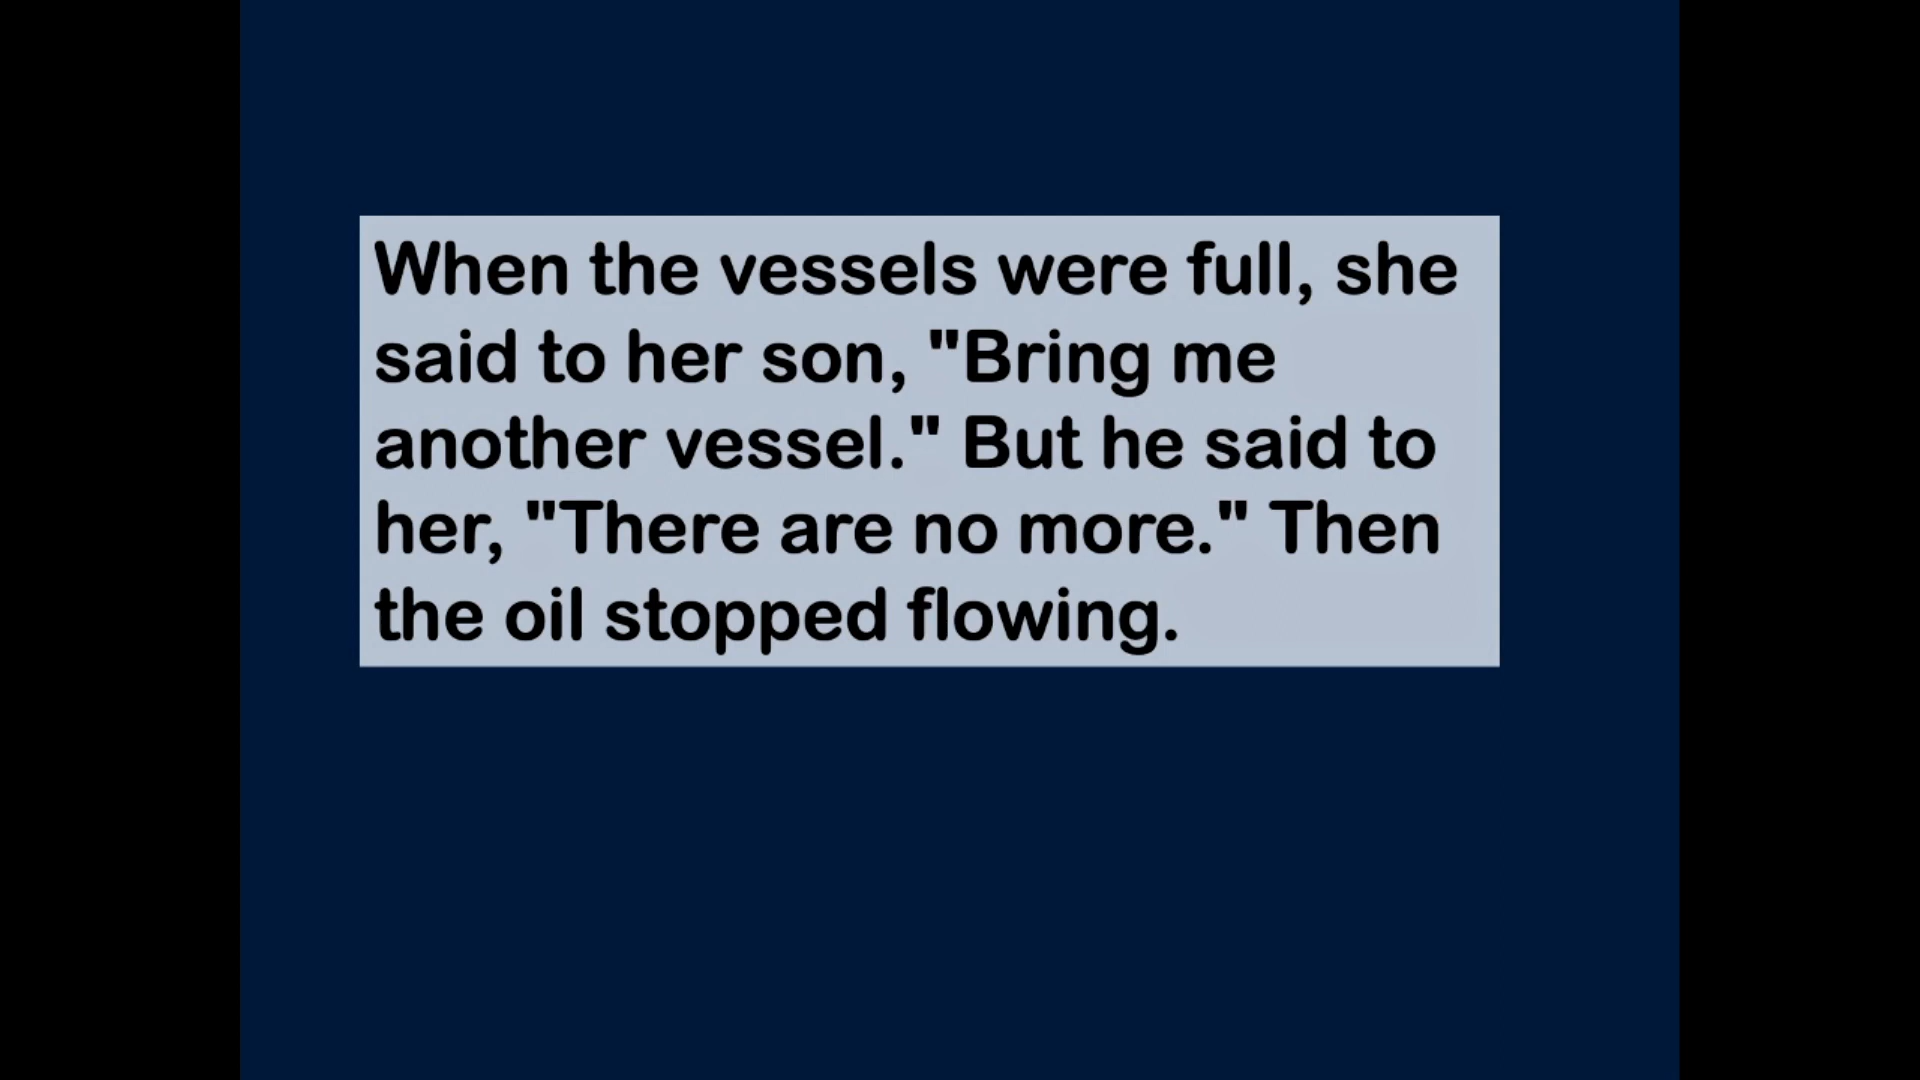 When the vessels were full, she
said to her son, "Bring me
another vessel." But he said to
her, "There are no more." Then
the oil stopped flowing.